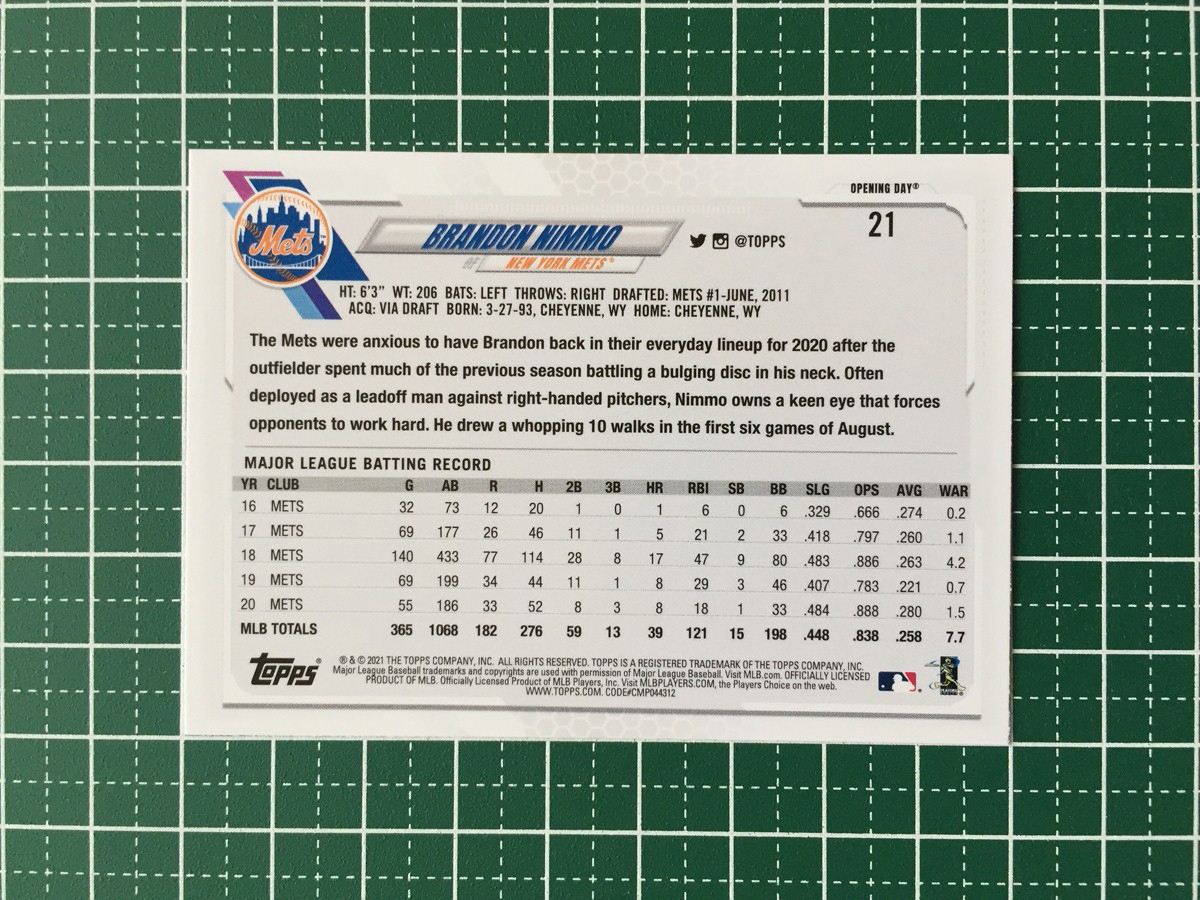 OPENING DAY®
21
Mets
BRANDON NIMMO
@TOPPS
OF NEW YORK METS®
HT: 6'3" WT: 206 BATS: LEFT THROWS: RIGHT DRAFTED: METS #1-JUNE, 2011
ACQ: VIA DRAFT BORN: 3-27-93, CHEYENNE, WY HOME: CHEYENNE, WY
The Mets were anxious to have Brandon back in their everyday lineup for 2020 after the
outfielder spent much of the previous season battling a bulging disc in his neck. Often
deployed as a leadoff man against right-handed pitchers, Nimmo owns a keen eye that forces
opponents to work hard. He drew a whopping 10 walks in the first six games of August.
MAJOR LEAGUE BATTING RECORD
YR CLUB G AB R H 2B 3B HR RBI SB BB SLG OPS AVG WAR
16 METS 32 73 12 20 1 0 1 6 0 6 .329 .666 .274 0.2
17 METS 69 177 26 46 11 1 5 21 2 33 .418 .797 .260 1.1
18 METS 140 433 77 114 28 8 17 47 9 80 .483 .886 .263 4.2
19 METS 69 199 34 44 11 1 8 29 3 46 .407 .783 .221 0.7
20 METS 55 186 33 52 8 3 8 18 1 33 .484 .888 .280 1.5
MLB TOTALS 365 1068 182 276 59 13 39 121 15 198 .448 .838 .258 7.7
topps®
® & © 2021 THE TOPPS COMPANY, INC. ALL RIGHTS RESERVED. TOPPS IS A REGISTERED TRADEMARK OF THE TOPPS COMPANY, INC.
Major League Baseball trademarks and copyrights are used with permission of Major League Baseball. Visit MLB.com. OFFICIALLY LICENSED
PRODUCT OF MLB. Officially Licensed Product of MLB Players, Inc. Visit MLBPLAYERS.COM, the Players Choice on the web.
WWW.TOPPS.COM. CODE#CMP044312